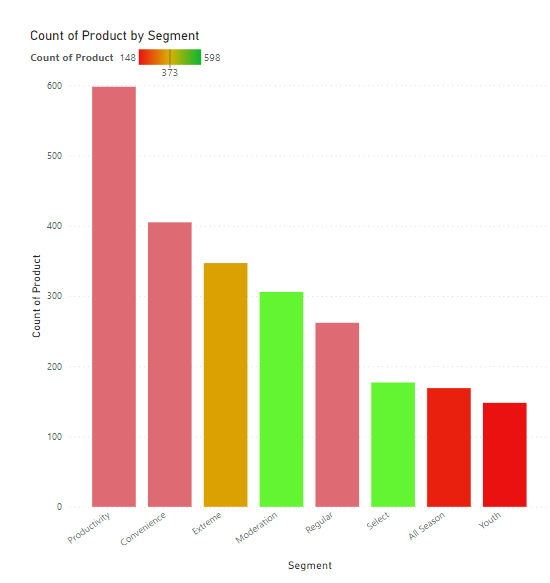 Count of Product by Segment
Count of Product 148 598
373
600
500
400
300
200
100
0
Count of Product
Productivity
Convenience
Extreme
Moderation
Regular
Select
All Season
Youth
Segment